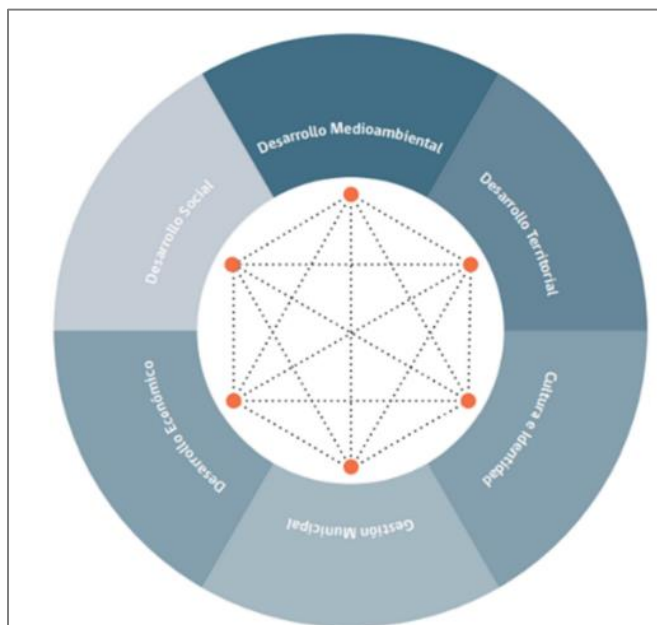 Desarrollo Medioambiental
Desarrollo Territorial
Cultura e Identidad
Gestión Municipal
Desarrollo Económico
Desarrollo Social